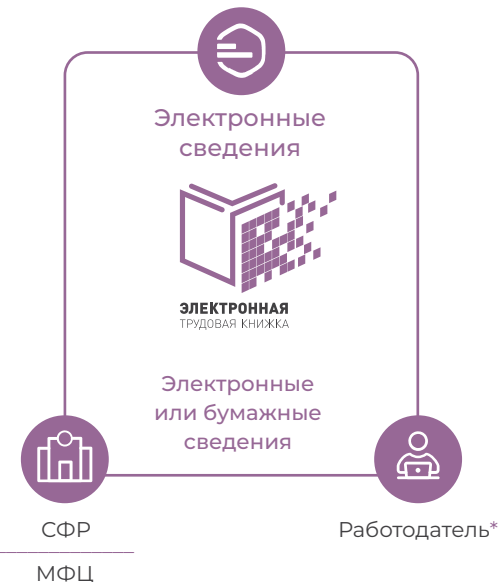 Электронные
сведения
ЭЛЕКТРОННАЯ
ТРУДОВАЯ КНИЖКА
Электронные
или бумажные
сведения
СФР
Работодатель*
МФЦ